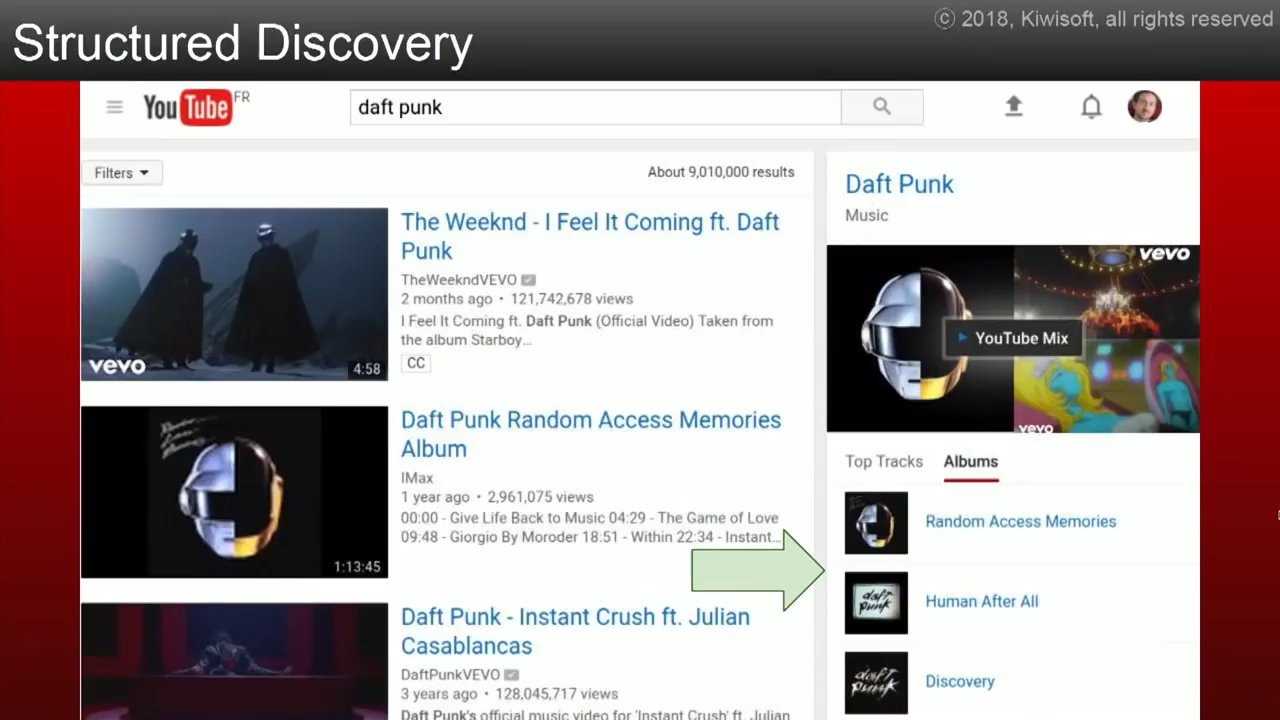 Structured Discovery
© 2018, Kiwisoft, all rights reserved
YouTube FR
daft punk
Filters
About 9,010,000 results
The Weeknd - I Feel It Coming ft. Daft
Punk
TheWeekndVEVO
2 months ago • 121,742,678 views
I Feel It Coming ft. Daft Punk (Official Video) Taken from
the album Starboy...
CC
vevo
4:58
Daft Punk Random Access Memories
Album
IMax
1 year ago • 2,961,075 views
00:00 - Give Life Back to Music 04:29 - The Game of Love
09:48 - Giorgio By Moroder 18:51 - Within 22:34 - Instant...
1:13:45
Daft Punk - Instant Crush ft. Julian
Casablancas
DaftPunkVEVO
3 years ago • 128,045,717 views
Daft Punk's official music video for 'Instant Crush' ft. Julian
Daft Punk
Music
vevo
YouTube Mix
vevo
Top Tracks Albums
Random Access Memories
daft punk
Human After All
daft punk
Discovery